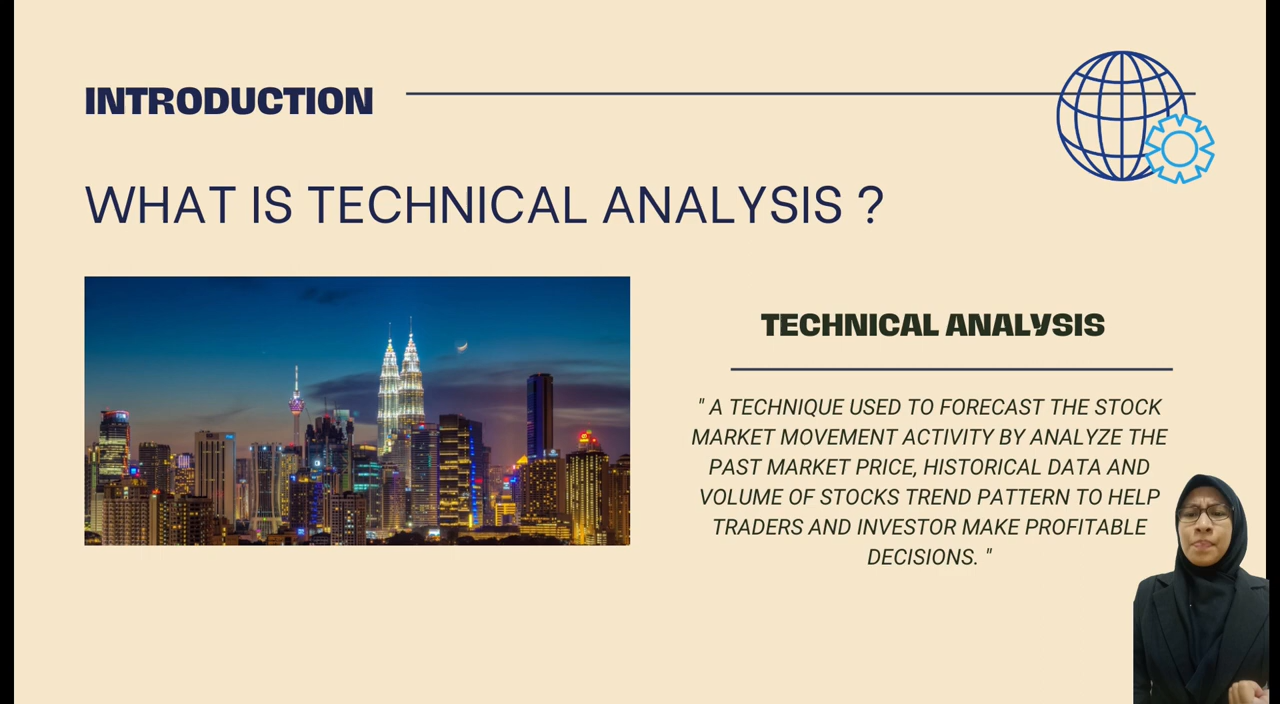 INTRODUCTION
WHAT IS TECHNICAL ANALYSIS ?
TECHNICAL ANALYSIS
" A TECHNIQUE USED TO FORECAST THE STOCK
MARKET MOVEMENT ACTIVITY BY ANALYZE THE
PAST MARKET PRICE, HISTORICAL DATA AND
VOLUME OF STOCKS TREND PATTERN TO HELP
TRADERS AND INVESTOR MAKE PROFITABLE
DECISIONS. "